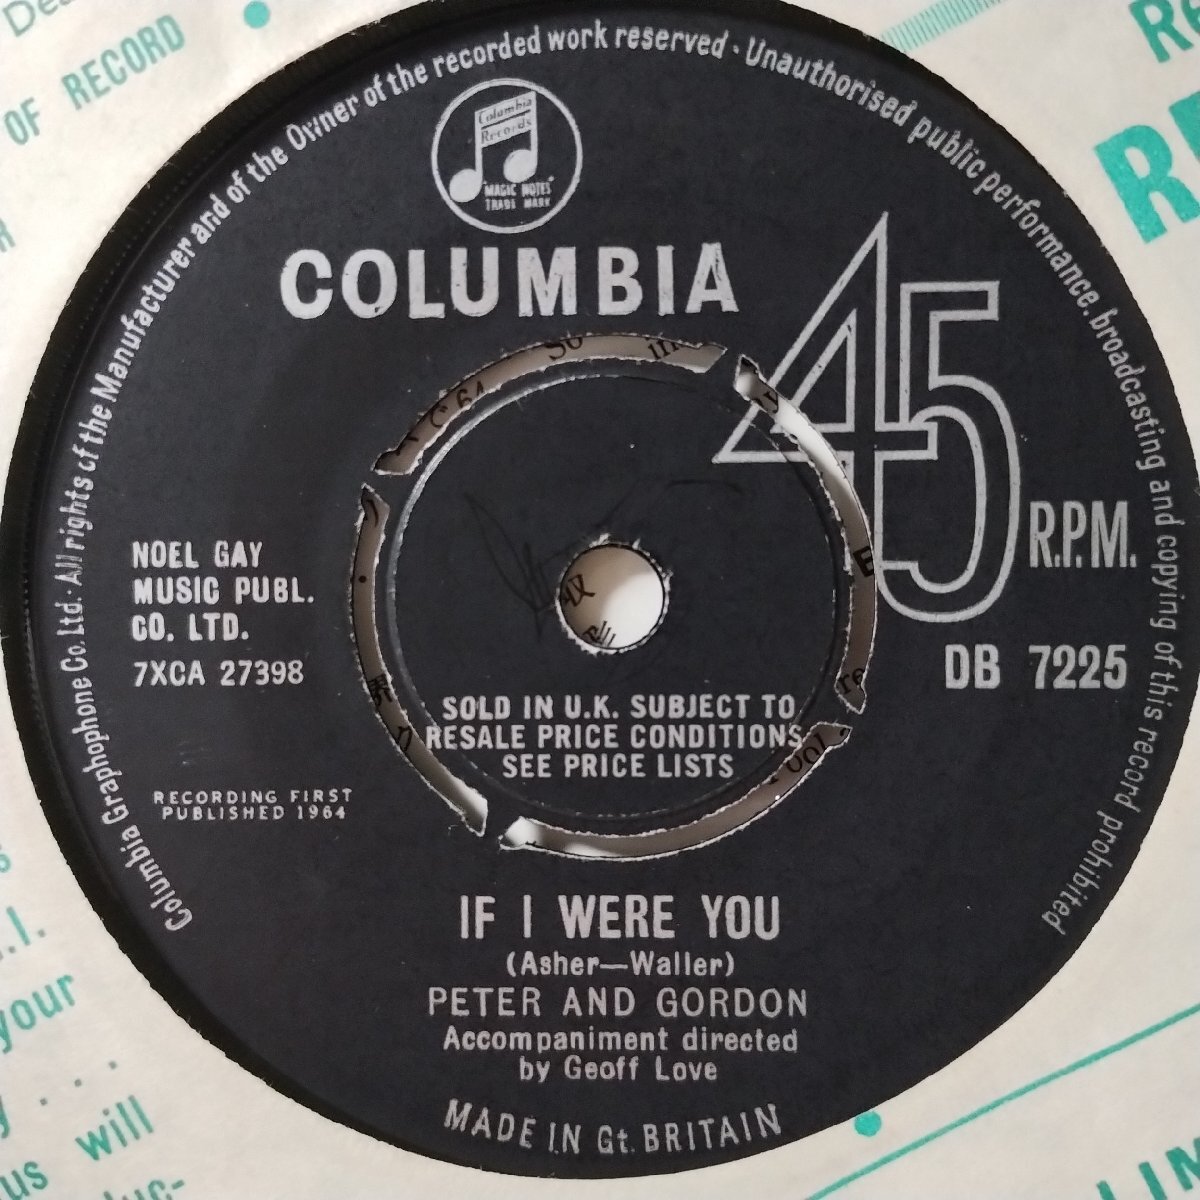 Columbia Graphophone Co. Ltd. · All rights of the Manufacturer and of the Owner of the recorded work reserved · Unauthorised public performance, broadcasting and copying of this record prohibited
Columbia
Records
"MAGIC NOTES"
TRADE MARK
COLUMBIA
45
R.P.M.
NOEL GAY
MUSIC PUBL.
CO. LTD.
7XCA 27398
DB 7225
SOLD IN U.K. SUBJECT TO
RESALE PRICE CONDITIONS
SEE PRICE LISTS
RECORDING FIRST
PUBLISHED 1964
IF I WERE YOU
(Asher—Waller)
PETER AND GORDON
Accompaniment directed
by Geoff Love
MADE IN Gt. BRITAIN
OF RECORD
your
will